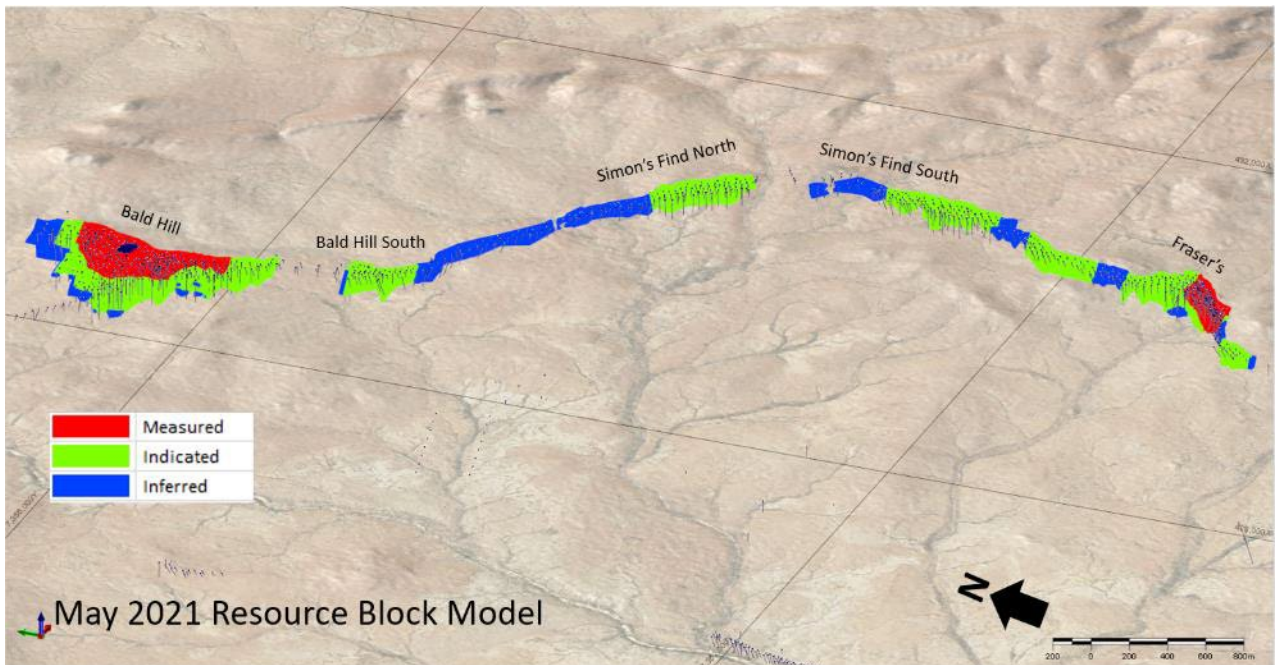 Simon's Find North
Simon's Find South
Bald Hill
Bald Hill South
Fraser's
Measured
Indicated
Inferred
May 2021 Resource Block Model
N
200 0 200 400 600 800m